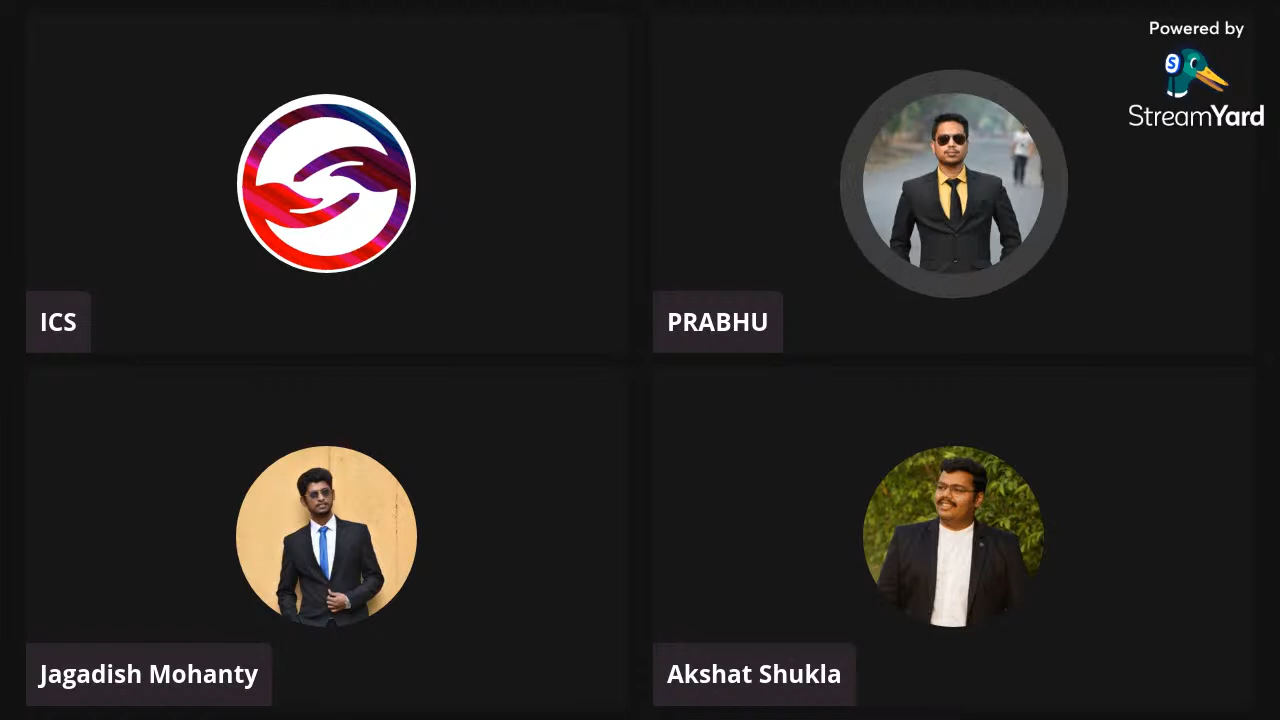 Powered by
S
StreamYard
ICS
PRABHU
Jagadish Mohanty
Akshat Shukla